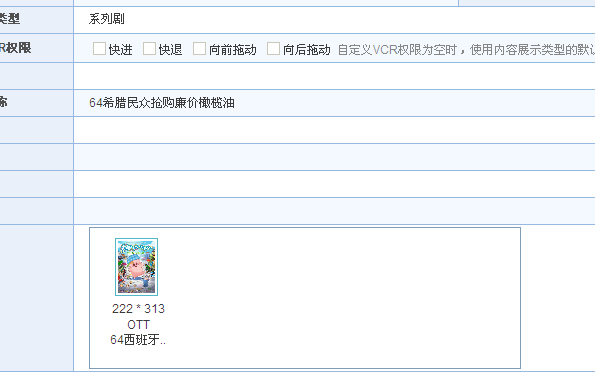 类型 系列剧
R权限 快进 快退 向前拖动 向后拖动 自定义VCR权限为空时，使用内容展示类型的默认
称 64希腊民众抢购廉价橄榄油
222 * 313
OTT
64西班牙..